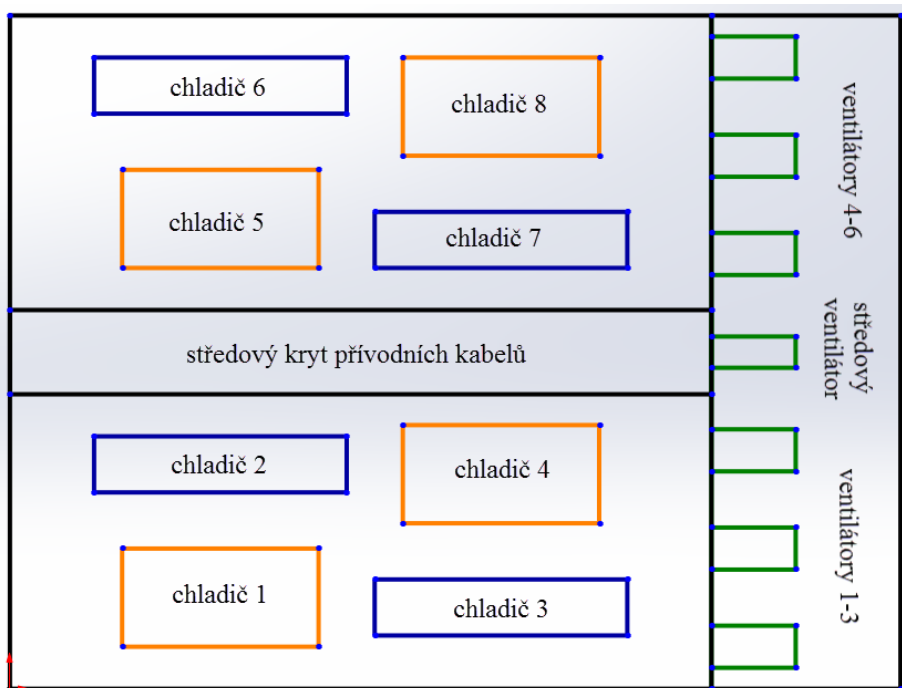 chladič 6
chladič 8
chladič 5
chladič 7
ventilátory 4-6
středový kryt přívodních kabelů
středový
ventilátor
chladič 2
chladič 4
chladič 1
chladič 3
ventilátory 1-3